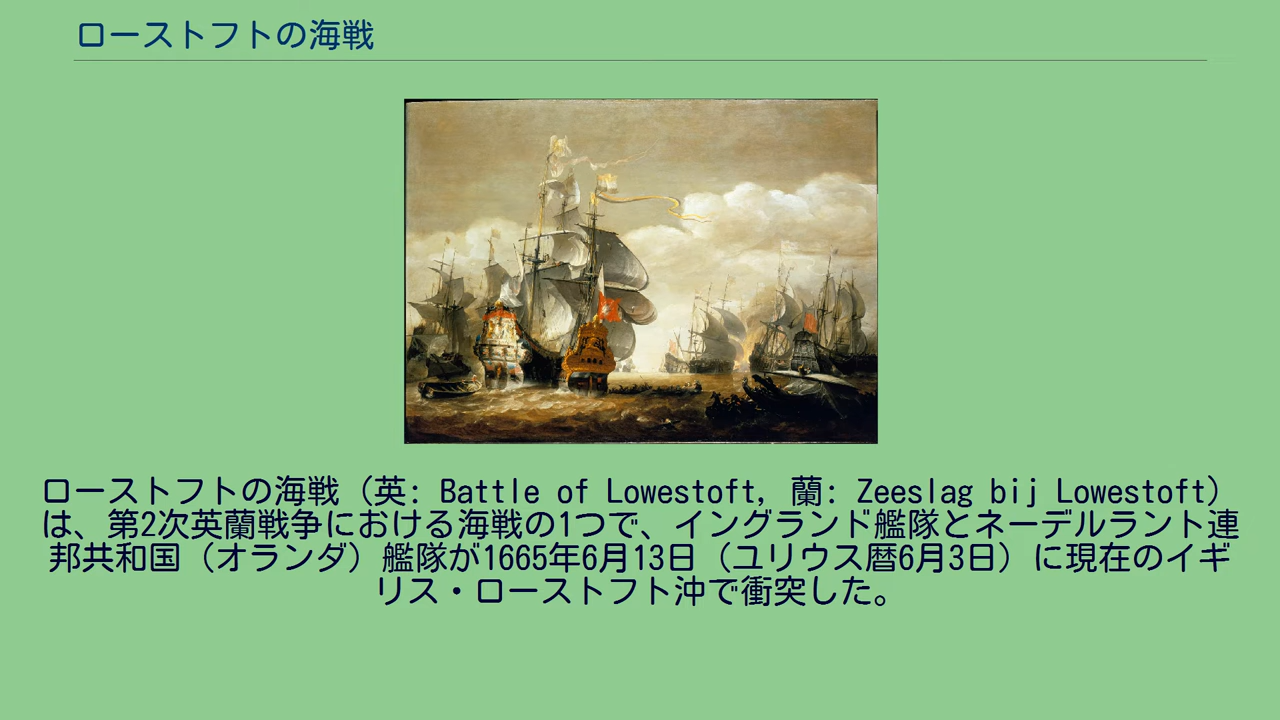 ローストフトの海戦
ローストフトの海戦（英: Battle of Lowestoft, 蘭: Zeeslag bij Lowestoft）
は、第2次英蘭戦争における海戦の1つで、イングランド艦隊とネーデルラント連
邦共和国（オランダ）艦隊が1665年6月13日（ユリウス暦6月3日）に現在のイギ
リス・ローストフト沖で衝突した。